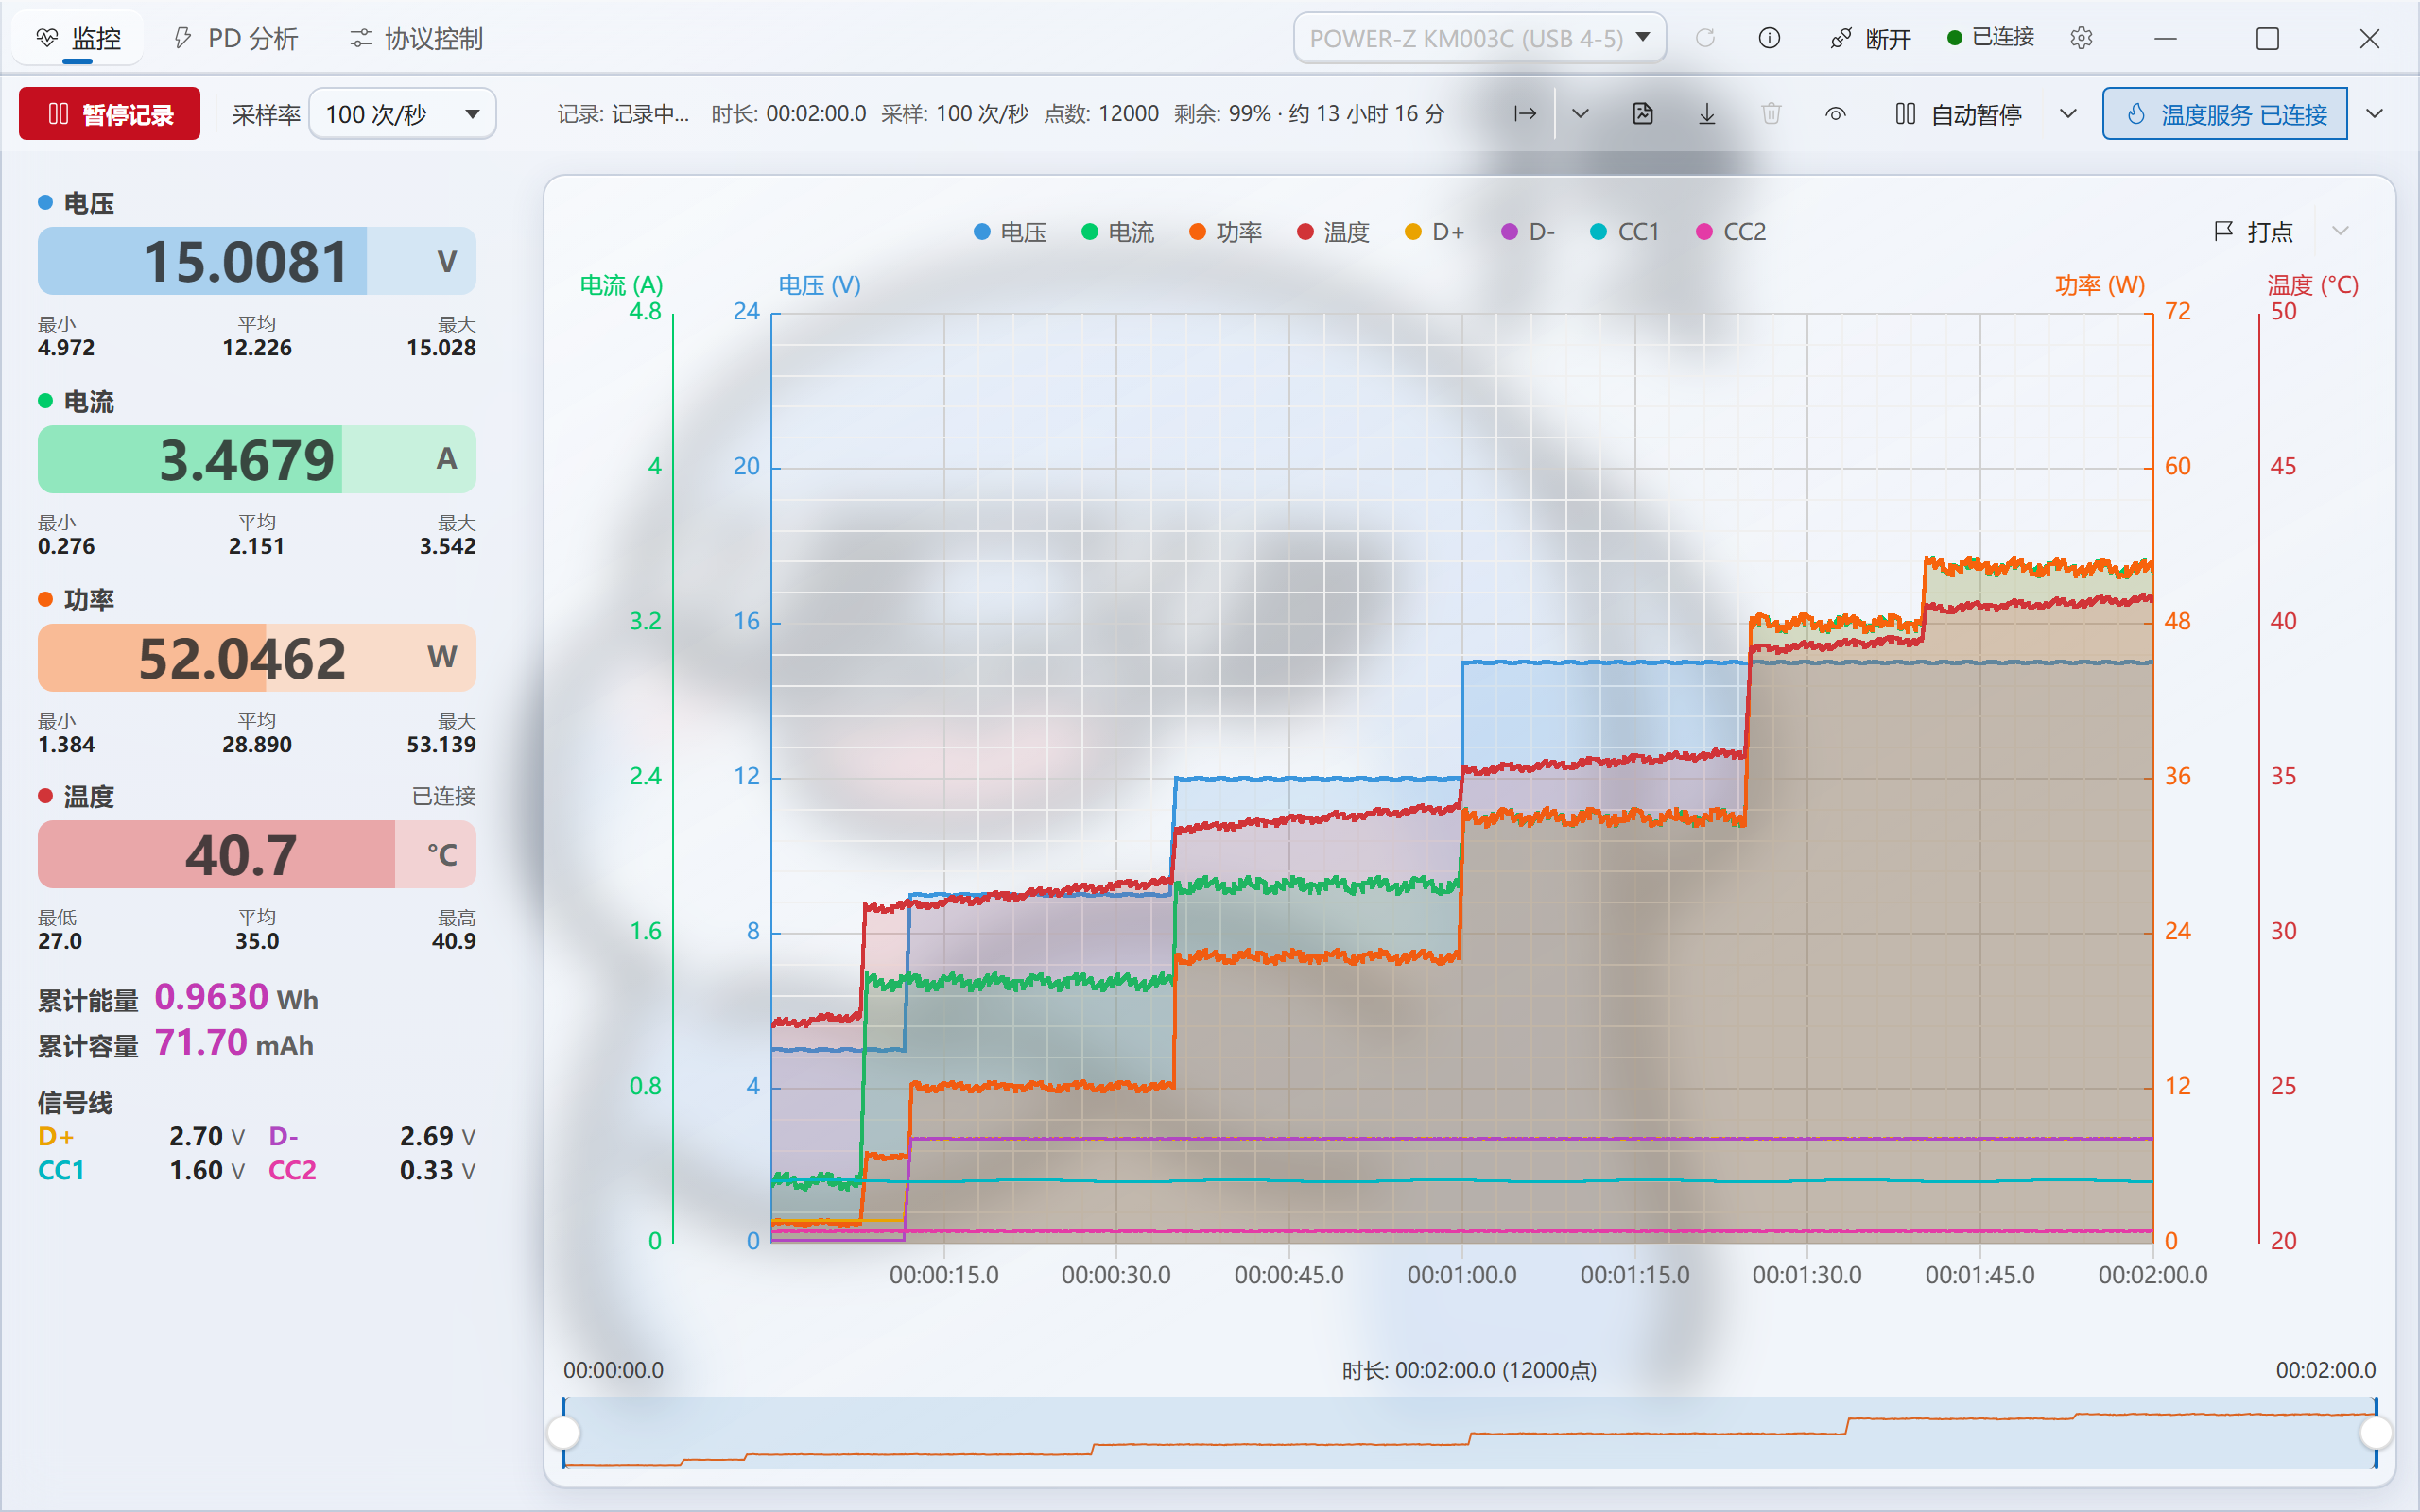 监控 PD 分析 协议控制 POWER-Z KM003C (USB 4-5) 断开 已连接
暂停记录 采样率 100 次/秒 记录: 记录中... 时长: 00:02:00.0 采样: 100 次/秒 点数: 12000 剩余: 99% · 约 13 小时 16 分 自动暂停 温度服务 已连接
电压
15.0081 V
最小 平均 最大
4.972 12.226 15.028
电流
3.4679 A
最小 平均 最大
0.276 2.151 3.542
功率
52.0462 W
最小 平均 最大
1.384 28.890 53.139
温度 已连接
40.7 °C
最低 平均 最高
27.0 35.0 40.9
累计能量 0.9630 Wh
累计容量 71.70 mAh
信号线
D+ 2.70 V D- 2.69 V
CC1 1.60 V CC2 0.33 V
电压 电流 功率 温度 D+ D- CC1 CC2 打点
电流 (A) 电压 (V) 功率 (W) 温度 (°C)
4.8 24 72 50
4 20 60 45
3.2 16 48 40
2.4 12 36 35
1.6 8 24 30
0.8 4 12 25
0 0 0 20
00:00:15.0 00:00:30.0 00:00:45.0 00:01:00.0 00:01:15.0 00:01:30.0 00:01:45.0 00:02:00.0
00:00:00.0 时长: 00:02:00.0 (12000点) 00:02:00.0